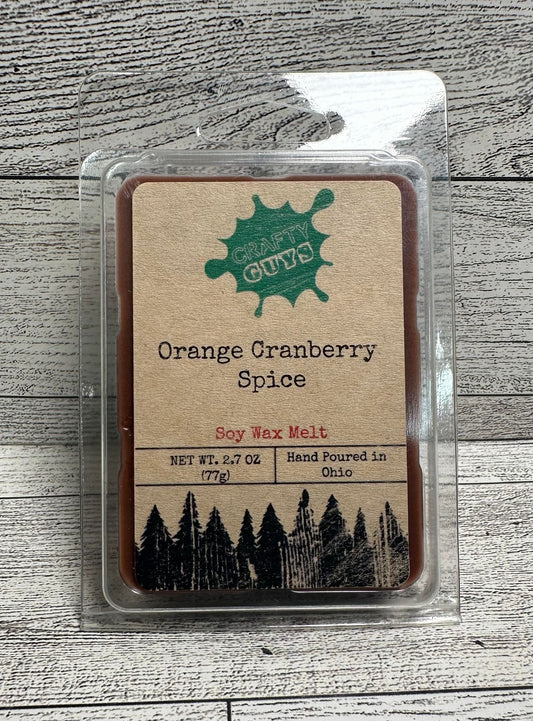 CRAFTY
GUYS
Orange Cranberry
Spice
Soy Wax Melt
NET WT. 2.7 OZ
(77g)
Hand Poured in
Ohio